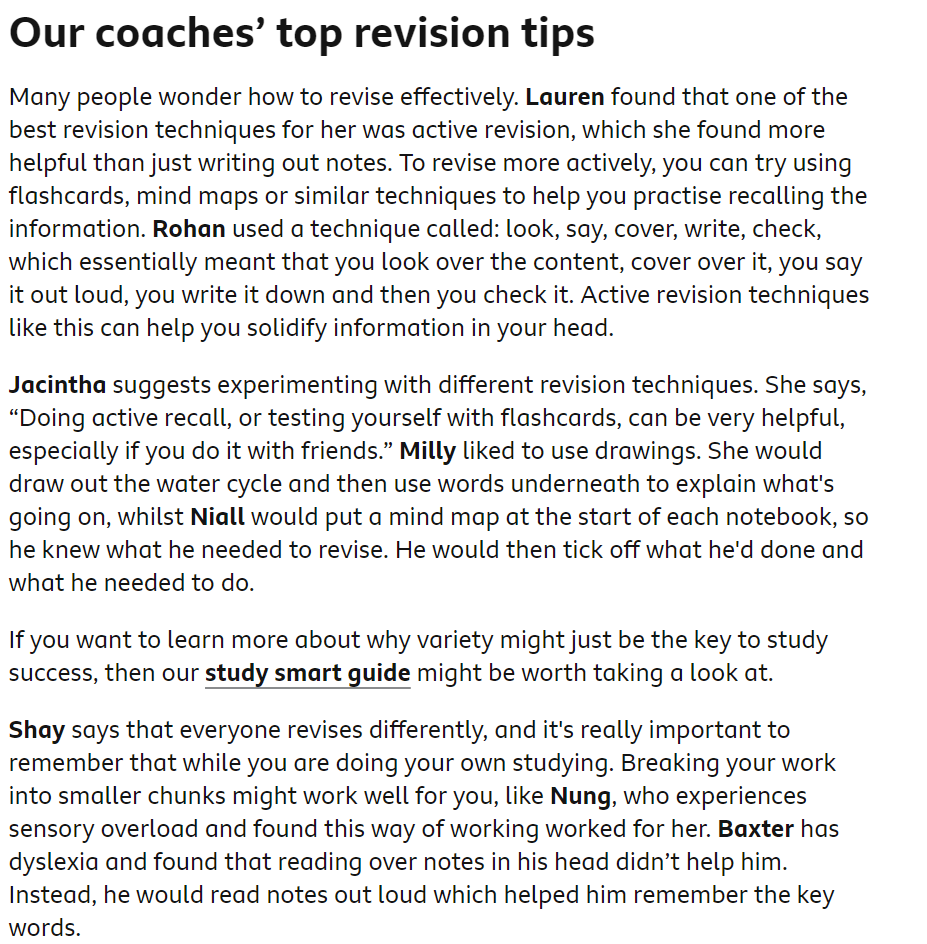 Our coaches’ top revision tips
Many people wonder how to revise effectively. Lauren found that one of the
best revision techniques for her was active revision, which she found more
helpful than just writing out notes. To revise more actively, you can try using
flashcards, mind maps or similar techniques to help you practise recalling the
information. Rohan used a technique called: look, say, cover, write, check,
which essentially meant that you look over the content, cover over it, you say
it out loud, you write it down and then you check it. Active revision techniques
like this can help you solidify information in your head.
Jacintha suggests experimenting with different revision techniques. She says,
“Doing active recall, or testing yourself with flashcards, can be very helpful,
especially if you do it with friends.” Milly liked to use drawings. She would
draw out the water cycle and then use words underneath to explain what's
going on, whilst Niall would put a mind map at the start of each notebook, so
he knew what he needed to revise. He would then tick off what he'd done and
what he needed to do.
If you want to learn more about why variety might just be the key to study
success, then our study smart guide might be worth taking a look at.
Shay says that everyone revises differently, and it's really important to
remember that while you are doing your own studying. Breaking your work
into smaller chunks might work well for you, like Nung, who experiences
sensory overload and found this way of working worked for her. Baxter has
dyslexia and found that reading over notes in his head didn’t help him.
Instead, he would read notes out loud which helped him remember the key
words.